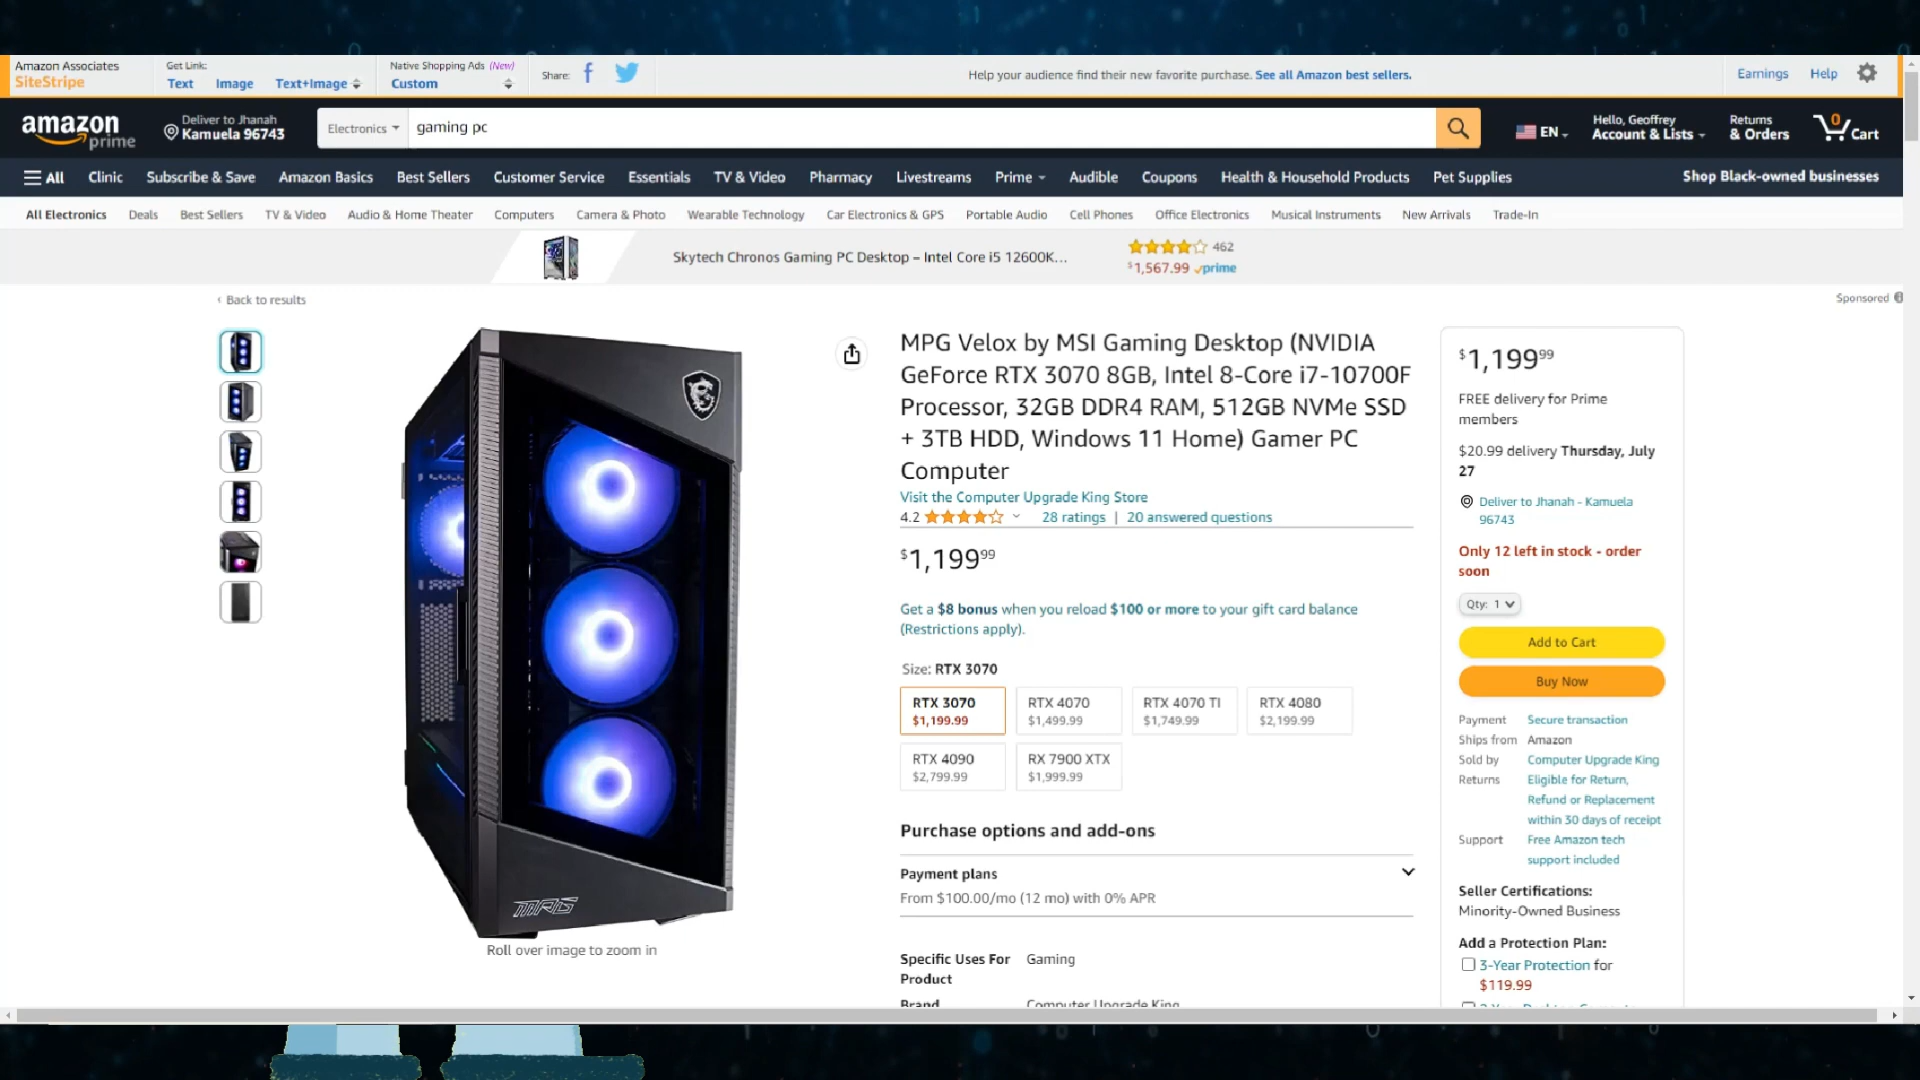 Amazon Associates
SiteStripe
Get Link:
Text Image Text+Image
Native Shopping Ads (New)
Custom
Share:
Help your audience find their new favorite purchase. See all Amazon best sellers.
Earnings Help
amazon prime
Deliver to Jhanah
Kamuela 96743
Electronics
gaming pc
EN
Hello, Geoffrey
Account & Lists
Returns
& Orders
0
Cart
All Clinic Subscribe & Save Amazon Basics Best Sellers Customer Service Essentials TV & Video Pharmacy Livestreams Prime Audible Coupons Health & Household Products Pet Supplies
Shop Black-owned businesses
All Electronics Deals Best Sellers TV & Video Audio & Home Theater Computers Camera & Photo Wearable Technology Car Electronics & GPS Portable Audio Cell Phones Office Electronics Musical Instruments New Arrivals Trade-In
Skytech Chronos Gaming PC Desktop – Intel Core i5 12600K...
462
$1,567.99 prime
Sponsored
‹ Back to results
MPG
Roll over image to zoom in
MPG Velox by MSI Gaming Desktop (NVIDIA
GeForce RTX 3070 8GB, Intel 8-Core i7-10700F
Processor, 32GB DDR4 RAM, 512GB NVMe SSD
+ 3TB HDD, Windows 11 Home) Gamer PC
Computer
Visit the Computer Upgrade King Store
4.2 28 ratings | 20 answered questions
$1,199.99
Get a $8 bonus when you reload $100 or more to your gift card balance
(Restrictions apply).
Size: RTX 3070
RTX 3070 RTX 4070 RTX 4070 TI RTX 4080
$1,199.99 $1,499.99 $1,749.99 $2,199.99
RTX 4090 RX 7900 XTX
$2,799.99 $1,999.99
Purchase options and add-ons
Payment plans
From $100.00/mo (12 mo) with 0% APR
Specific Uses For Gaming
Product
Brand Computer Upgrade King
$1,199.99
FREE delivery for Prime
members
$20.99 delivery Thursday, July
27
Deliver to Jhanah - Kamuela
96743
Only 12 left in stock - order
soon
Qty: 1
Add to Cart
Buy Now
Payment Secure transaction
Ships from Amazon
Sold by Computer Upgrade King
Returns Eligible for Return,
Refund or Replacement
within 30 days of receipt
Support Free Amazon tech
support included
Seller Certifications:
Minority-Owned Business
Add a Protection Plan:
3-Year Protection for
$119.99